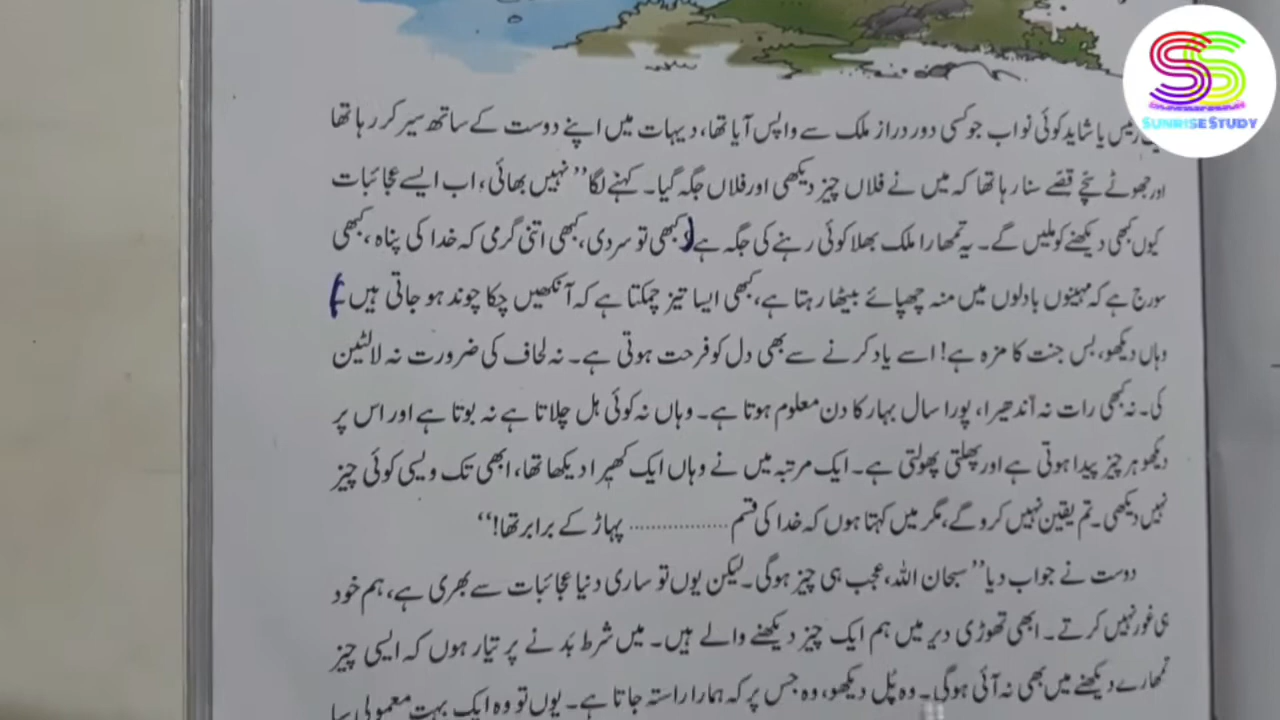 رئیس یا شاید کوئی نواب جو کسی دور دراز ملک سے واپس آیا تھا، دیہات میں اپنے دوست کے ساتھ سیر کر رہا تھا
اور جھوٹے سچّے قصّے سنا رہا تھا کہ میں نے فلاں چیز دیکھی اور فلاں جگہ گیا۔ کہنے لگا ”نہیں بھائی، اب ایسے عجائبات
کیوں کبھی دیکھنے کو ملیں گے۔ یہ تمھارا ملک بھلا کوئی رہنے کی جگہ ہے کبھی تو سردی، کبھی اتنی گرمی کہ خدا کی پناہ، کبھی
سورج ہے کہ مہینوں بادلوں میں منہ چھپائے بیٹھا رہتا ہے، کبھی ایسا تیز چمکتا ہے کہ آنکھیں چکا چوند ہو جاتی ہیں۔
وہاں دیکھو، بس جنت کا مزہ ہے! اسے یاد کرنے سے بھی دل کو فرحت ہوتی ہے۔ نہ لحاف کی ضرورت نہ لالٹین
کی۔ نہ کبھی رات نہ اندھیرا، پورا سال بہار کا دن معلوم ہوتا ہے۔ وہاں نہ کوئی ہل چلاتا ہے نہ بوتا ہے اور اس پر
دیکھو ہر چیز پیدا ہوتی ہے اور پھلتی پھولتی ہے۔ ایک مرتبہ میں نے وہاں ایک کھیرا دیکھا تھا، ابھی تک ویسی کوئی چیز
نہیں دیکھی۔ تم یقین نہیں کرو گے، مگر میں کہتا ہوں کہ خدا کی قسم ................ پہاڑ کے برابر تھا!“
دوست نے جواب دیا ”سبحان اللہ، عجب ہی چیز ہوگی۔ لیکن یوں تو ساری دنیا عجائبات سے بھری ہے، ہم خود
ہی غور نہیں کرتے۔ ابھی تھوڑی دیر میں ہم ایک چیز دیکھنے والے ہیں۔ میں شرط بَدنے پر تیار ہوں کہ ایسی چیز
تمھارے دیکھنے میں بھی نہ آئی ہوگی۔ وہ پُل دیکھو، وہ جس پر کہ ہمارا راستہ جاتا ہے۔ یوں تو وہ ایک بہت معمولی سا
SS
SUNRISE STUDY